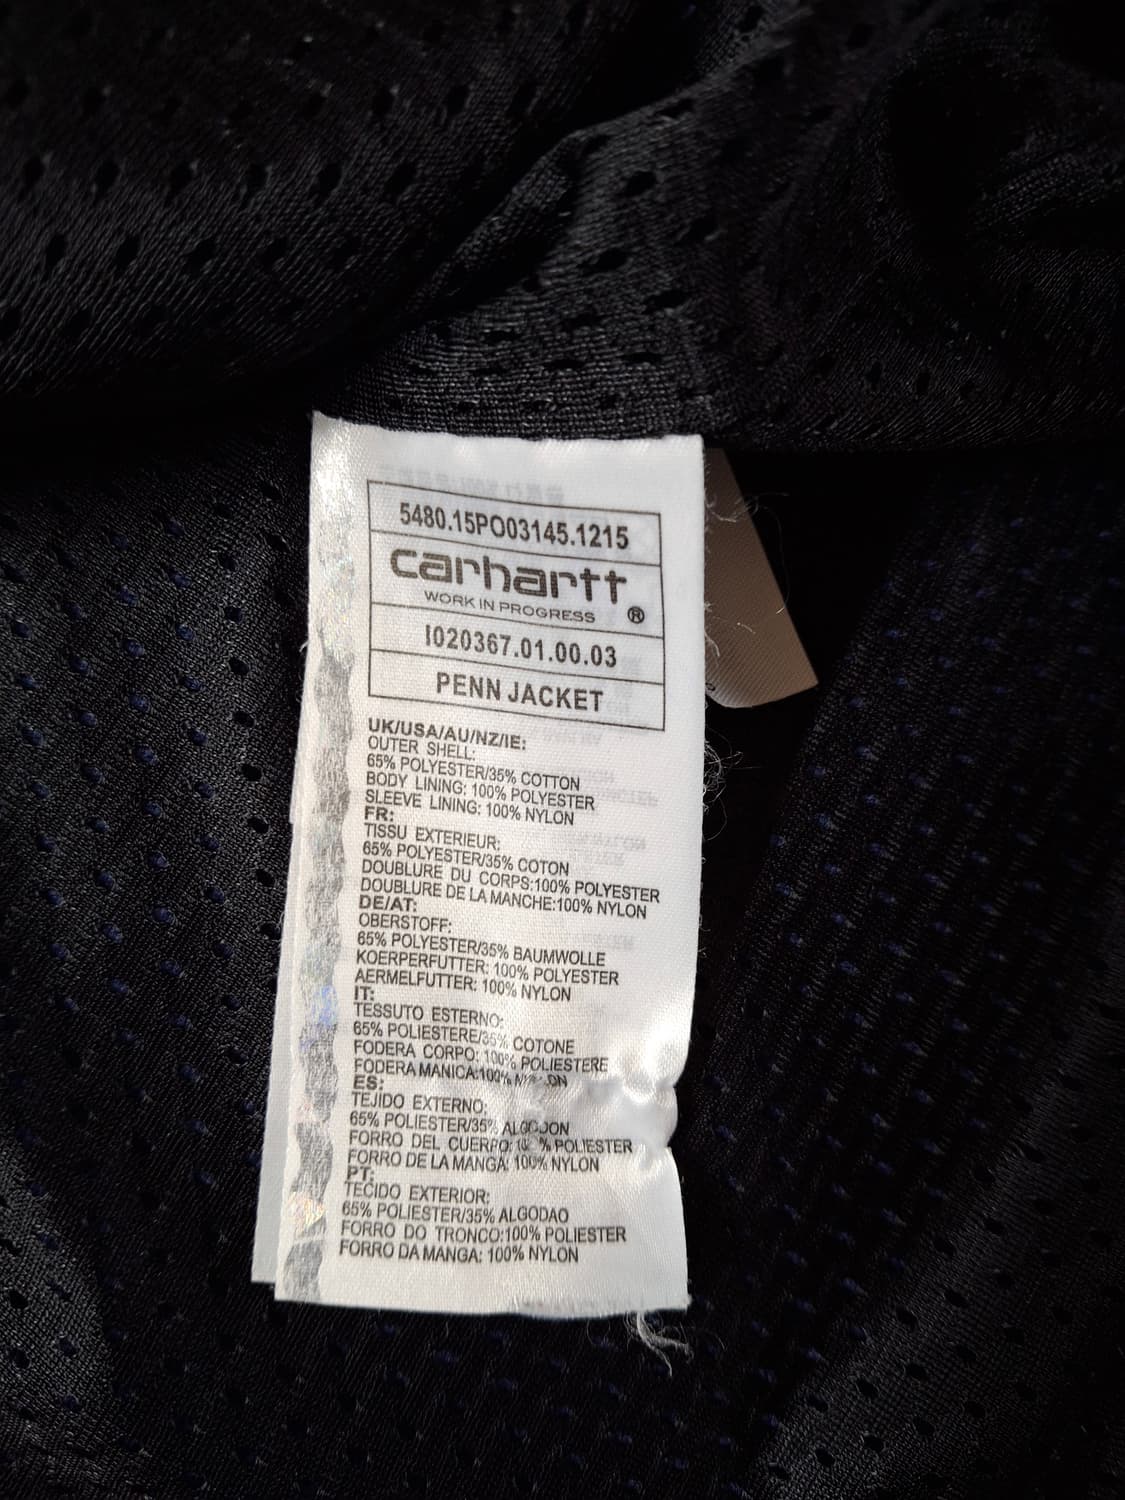 5480.15PO03145.1215
carhartt
WORK IN PROGRESS ®
I020367.01.00.03
PENN JACKET
UK/USA/AU/NZ/IE:
OUTER SHELL:
65% POLYESTER/35% COTTON
BODY LINING: 100% POLYESTER
SLEEVE LINING: 100% NYLON
FR:
TISSU EXTERIEUR:
65% POLYESTER/35% COTON
DOUBLURE DU CORPS:100% POLYESTER
DOUBLURE DE LA MANCHE:100% NYLON
DE/AT:
OBERSTOFF:
65% POLYESTER/35% BAUMWOLLE
KOERPERFUTTER: 100% POLYESTER
AERMELFUTTER: 100% NYLON
IT:
TESSUTO ESTERNO:
65% POLIESTERE/35% COTONE
FODERA CORPO: 100% POLIESTERE
FODERA MANICA:100%
ES:
TEJIDO EXTERNO:
65% POLIESTER/35% ALGODON
FORRO DEL CUERPO: 100% POLIESTER
FORRO DE LA MANGA: 100% NYLON
PT:
TECIDO EXTERIOR:
65% POLIESTER/35% ALGODAO
FORRO DO TRONCO:100% POLIESTER
FORRO DA MANGA: 100% NYLON